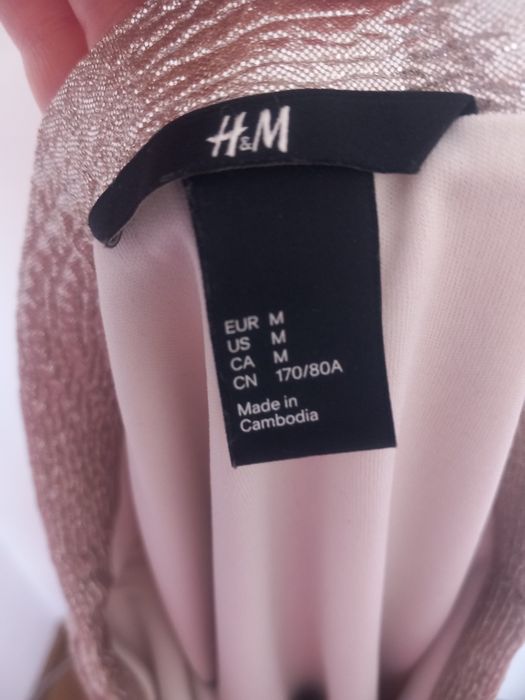 H&M
EUR M
US M
CA M
CN 170/80A
Made in
Cambodia